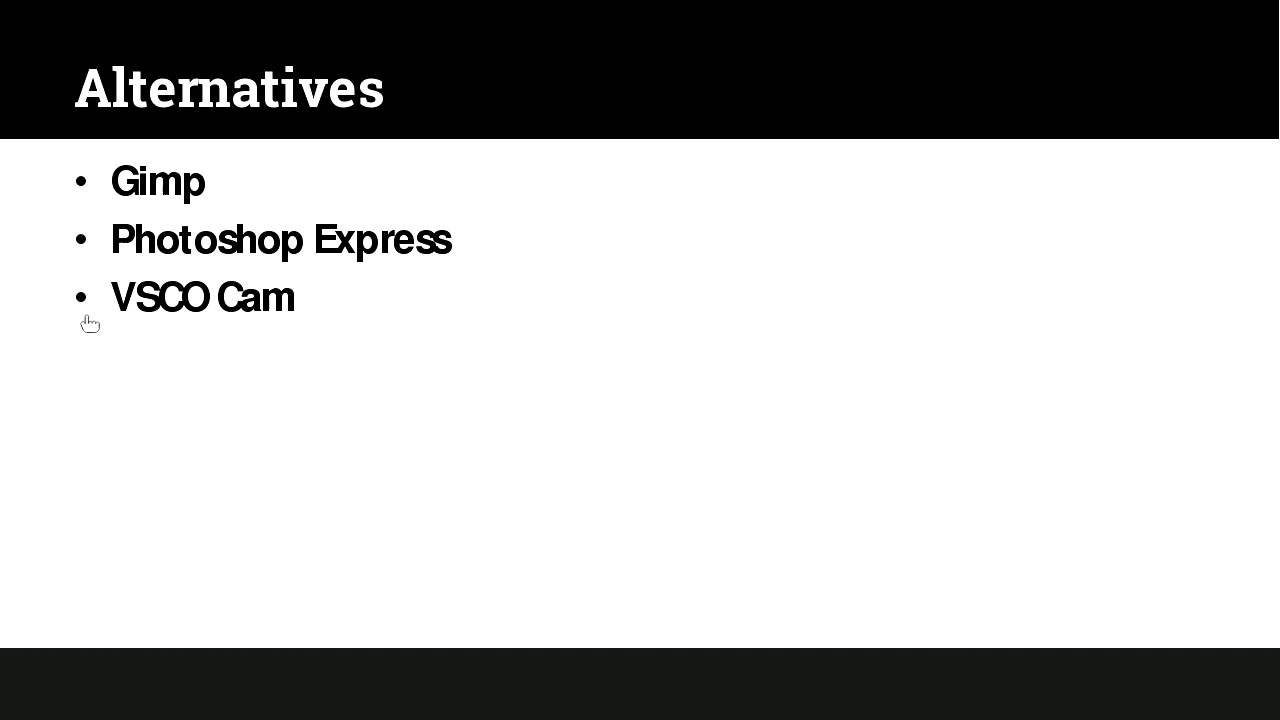 Alternatives
• Gimp
• Photoshop Express
• VSCO Cam